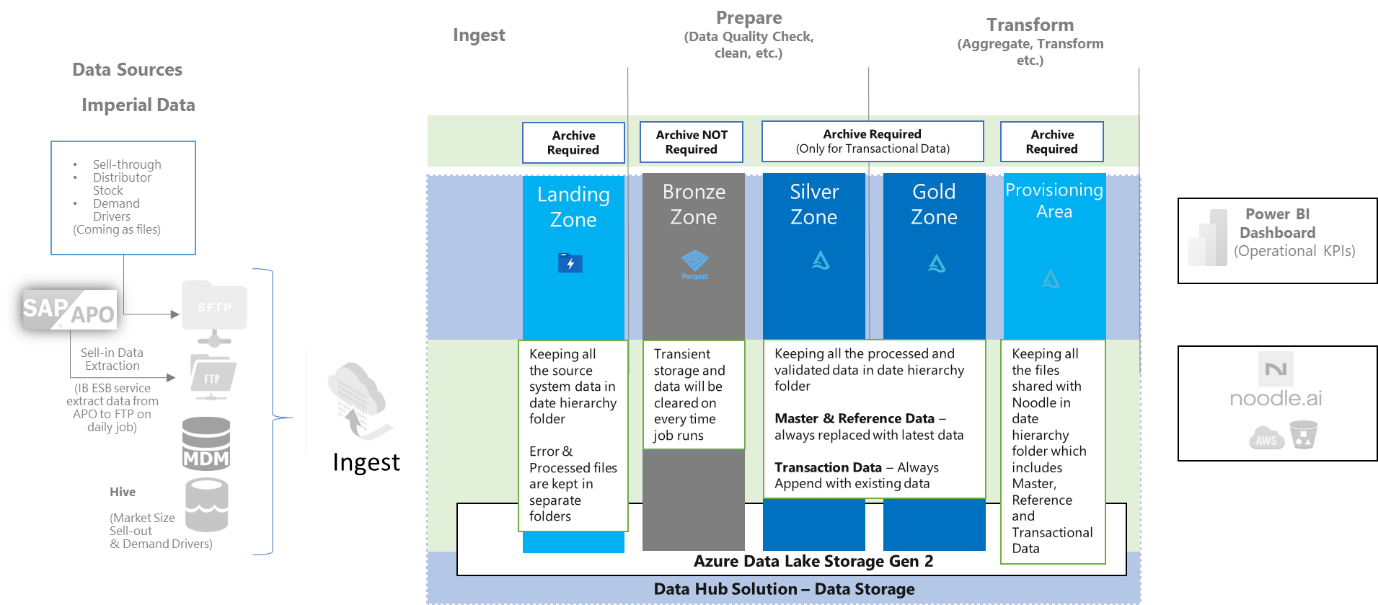 Ingest
Prepare
(Data Quality Check,
clean, etc.)
Transform
(Aggregate, Transform
etc.)
Data Sources
Imperial Data
• Sell-through
• Distributor
Stock
• Demand
Drivers
(Coming as files)
SAP APO
SFTP
Sell-in Data
Extraction
(IB ESB service
extract data from
APO to FTP on
daily job)
FTP
MDM
Hive
(Market Size
Sell-out
& Demand Drivers)
Ingest
Archive
Required
Archive NOT
Required
Archive Required
(Only for Transactional Data)
Archive
Required
Landing
Zone
Bronze
Zone
Parquet
Silver
Zone
Gold
Zone
Provisioning
Area
Keeping all
the source
system data in
date hierarchy
folder
Error &
Processed files
are kept in
separate
folders
Transient
storage and
data will be
cleared on
every time
job runs
Keeping all the processed and
validated data in date hierarchy
folder
Master & Reference Data –
always replaced with latest data
Transaction Data – Always
Append with existing data
Keeping all
the files
shared with
Noodle in
date
hierarchy
folder which
includes
Master,
Reference
and
Transactional
Data
Azure Data Lake Storage Gen 2
Data Hub Solution – Data Storage
Power BI
Dashboard
(Operational KPIs)
N
noodle.ai
AWS